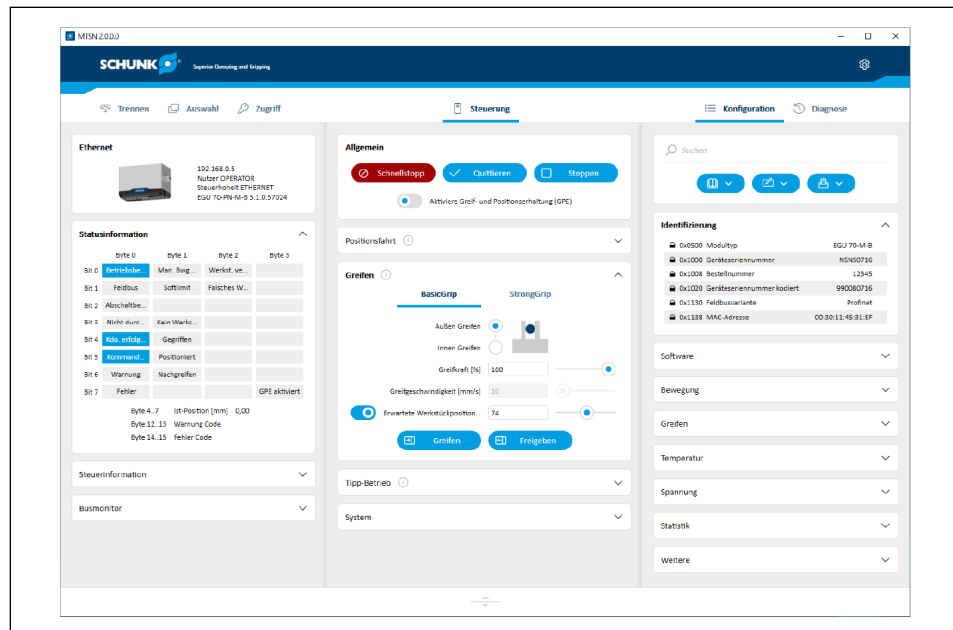 MTSN 2.0.0.0
SCHUNK
Superior Clamping and Gripping
Trennen Auswahl Zugriff
Steuerung
Konfiguration Diagnose
Ethernet
192.168.0.5
Nutzer OPERATOR
Steuerhoheit ETHERNET
EGU 70-PN-M-B 5.1.0.57024
Statusinformation
Byte 0 Byte 1 Byte 2 Byte 3
Bit 0 Betriebsbe... Man. Bwg... Werkst. ve...
Bit 1 Feldbus Softlimit Falsches W...
Bit 2 Abschaltbe...
Bit 3 Nicht durc... Kein Werks...
Bit 4 Kdo. erfolg... Gegriffen
Bit 5 Kommand... Positioniert
Bit 6 Warnung Nachgreifen
Bit 7 Fehler GPE aktiviert
Byte 4..7 Ist-Position [mm] 0,00
Byte 12..13 Warnung Code
Byte 14..15 Fehler Code
Steuerinformation
Busmonitor
Allgemein
Schnellstopp Quittieren Stoppen
Aktiviere Greif- und Positionserhaltung (GPE)
Positionsfahrt
Greifen
BasicGrip StrongGrip
Außen Greifen
Innen Greifen
Greifkraft [%] 100
Greifgeschwindigkeit [mm/s] 10
Erwartete Werkstückposition... 74
Greifen Freigeben
Tipp-Betrieb
System
Suchen
Identifizierung
0x0500 Modultyp EGU 70-M-B
0x1000 Geräteseriennummer NSNS0716
0x1008 Bestellnummer 12345
0x1020 Geräteseriennummer kodiert 990080716
0x1130 Feldbusvariante Profinet
0x1138 MAC-Adresse 00:30:11:45:31:EF
Software
Bewegung
Greifen
Temperatur
Spannung
Statistik
Weitere